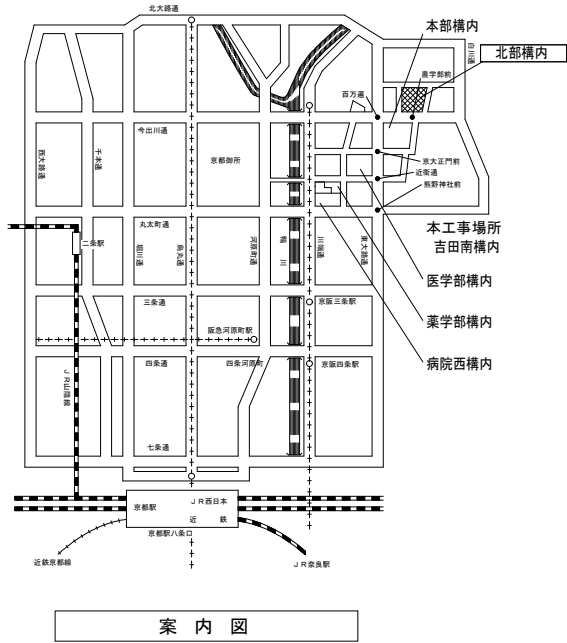 北大路通
本部構内
白川通
北部構内
農学部前
百万遍
今出川通
京都御所
西大路通
千本通
京大正門前
近衛通
熊野神社前
丸太町通
本工事場所
吉田南構内
二条駅
堀川通
烏丸通
河原町通
鴨川
川端通
東大路通
医学部構内
三条通
京阪三条駅
薬学部構内
阪急河原町駅
四条通
四条河原町
京阪四条駅
病院西構内
JR山陰線
七条通
JR西日本
京都駅
近鉄
京都駅八条口
近鉄京都線
JR奈良駅
案内図